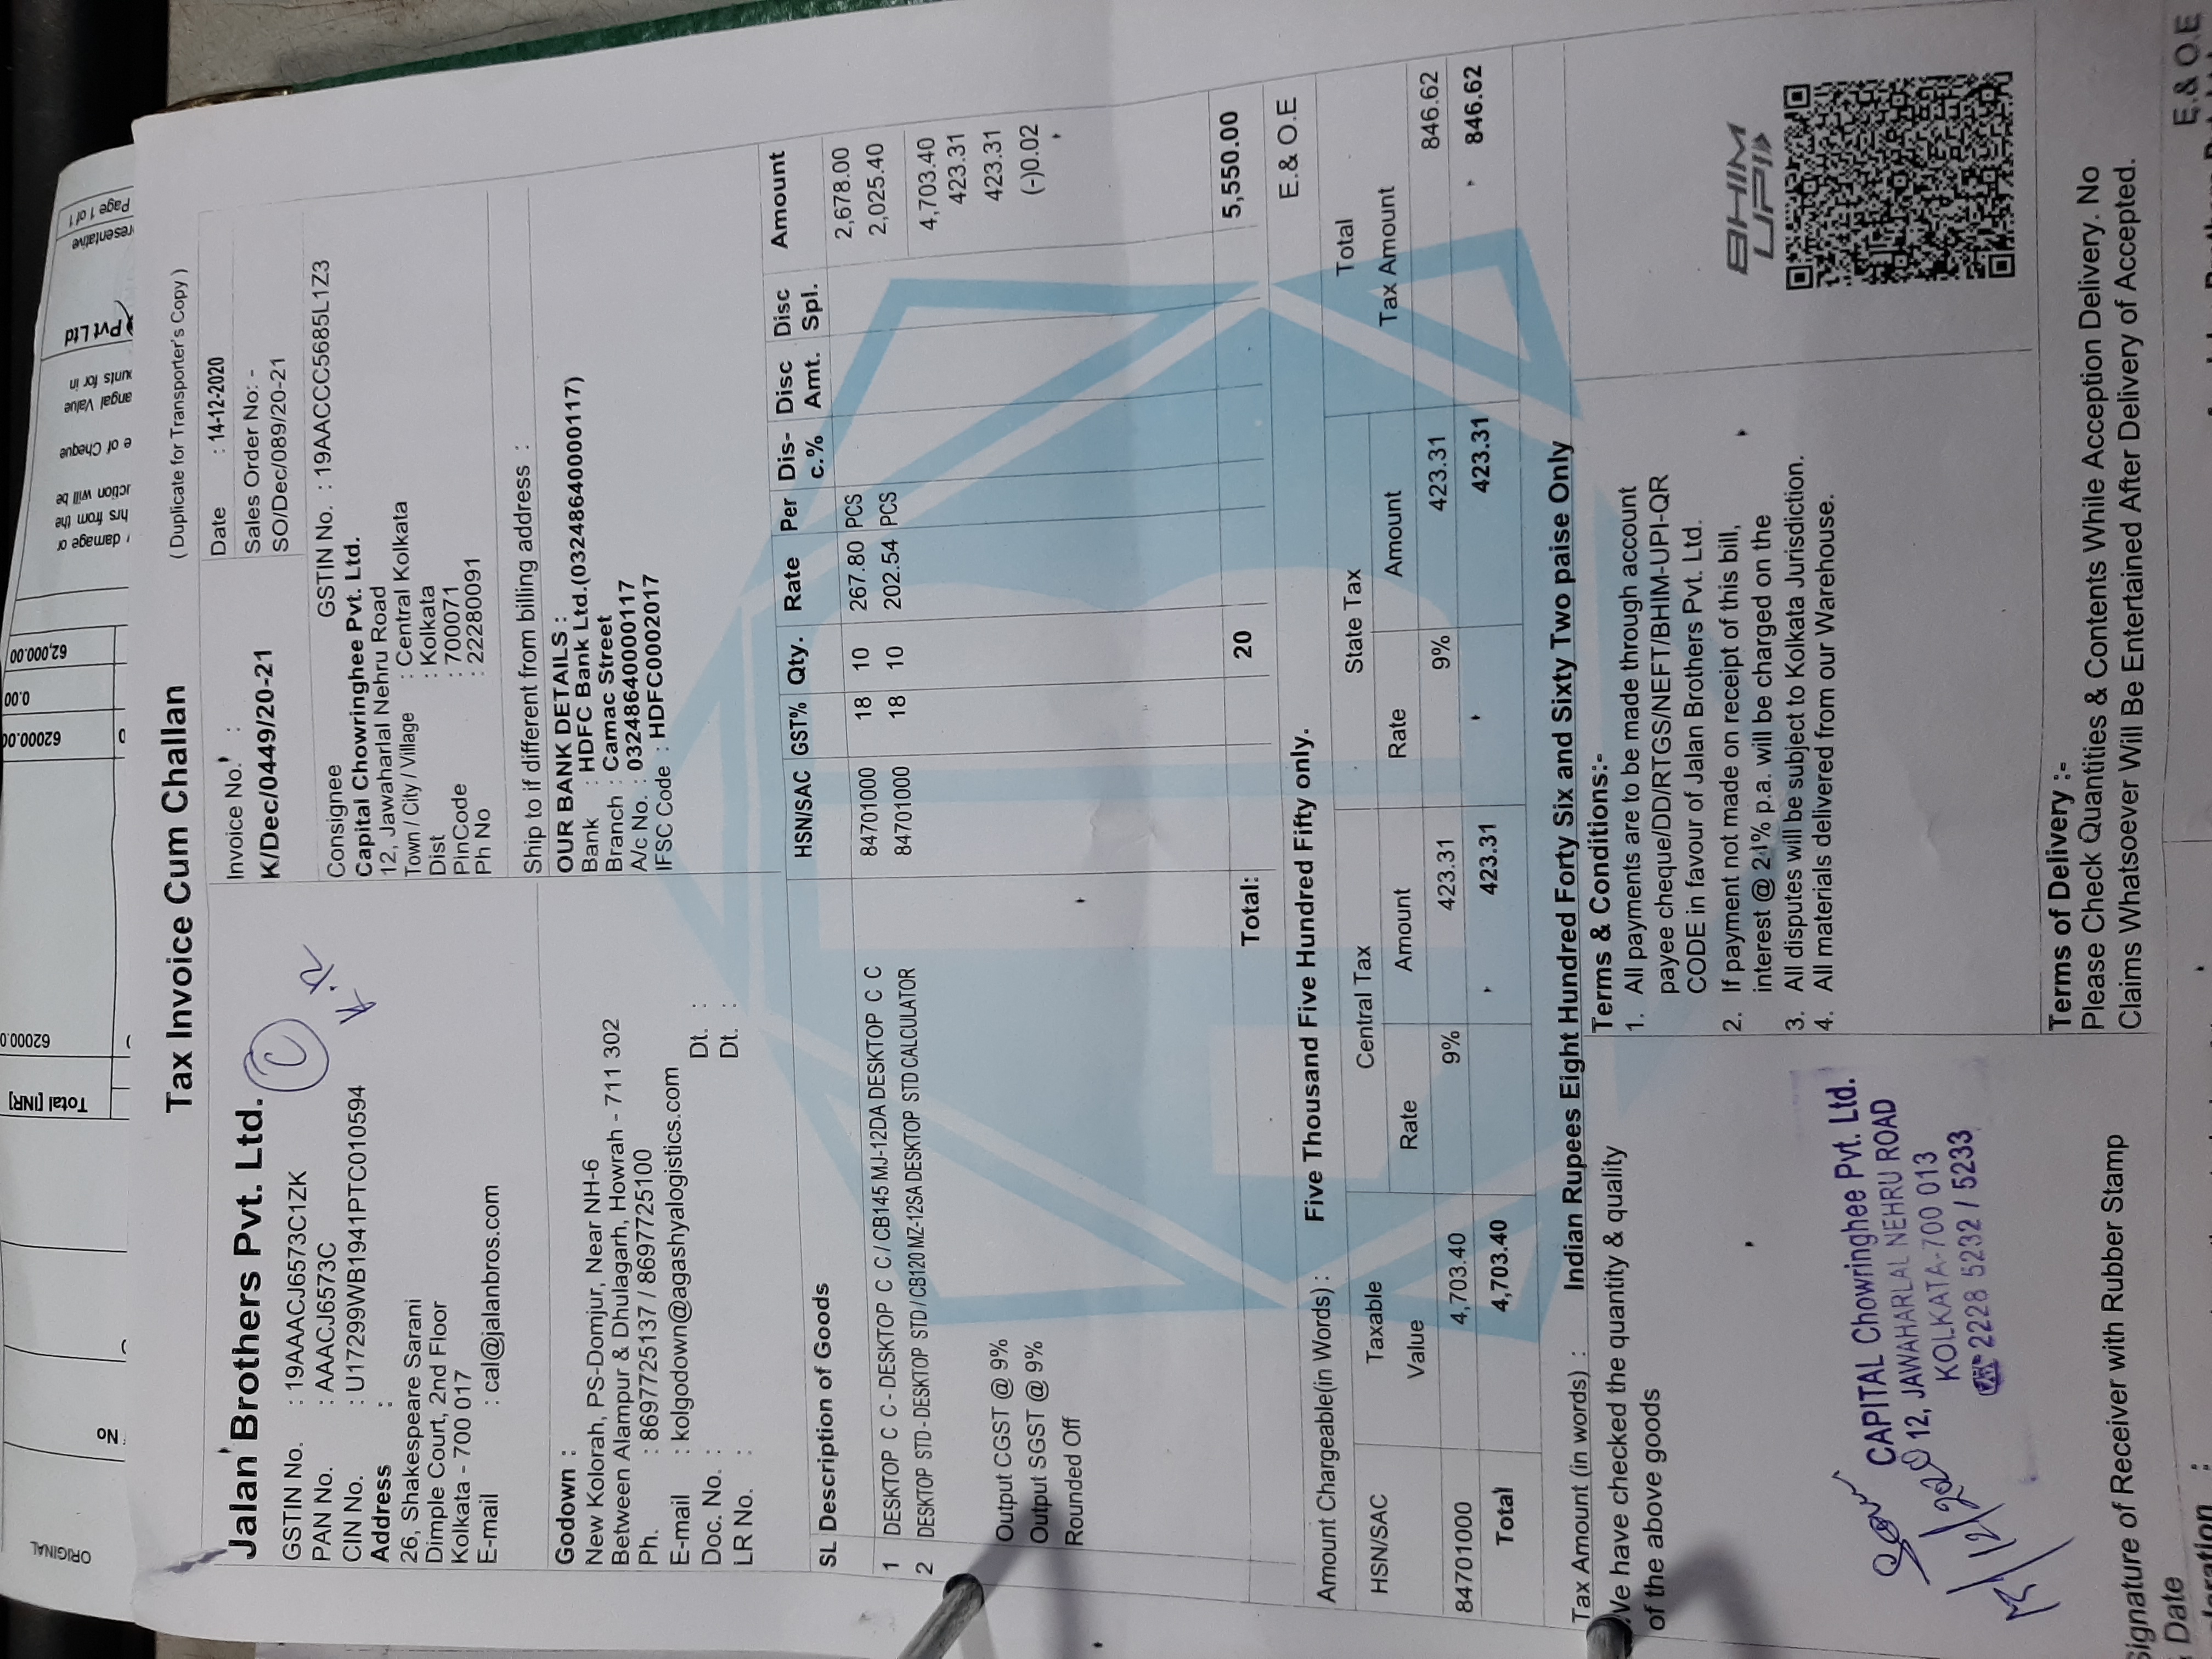 ORIGINAL
No
Total [INR]
62000.0
62000.00
0.00
62,000.00
damage or
hrs from the
uction will be
e of Cheque
angal Value
unts for in
Pvt Ltd
resentative
Page 1 of 1
Tax Invoice Cum Challan
( Duplicate for Transporter's Copy )
Jalan Brothers Pvt. Ltd.
GSTIN No. : 19AAACJ6573C1ZK
PAN No. : AAACJ6573C
CIN No. : U17299WB1941PTC010594
Address :
26, Shakespeare Sarani
Dimple Court, 2nd Floor
Kolkata - 700 017
E-mail : cal@jalanbros.com
C
K.R
Invoice No. :
K/Dec/0449/20-21
Date : 14-12-2020
Sales Order No: -
SO/Dec/089/20-21
Consignee GSTIN No. : 19AACCC5685L1Z3
Capital Chowringhee Pvt. Ltd.
12, Jawaharlal Nehru Road
Town / City / Village : Central Kolkata
Dist : Kolkata
PinCode : 700071
Ph No : 22280091
Ship to if different from billing address :
Godown :
New Kolorah, PS-Domjur, Near NH-6
Between Alampur & Dhulagarh, Howrah - 711 302
Ph. : 8697725137 / 8697725100
E-mail : kolgodown@agashyalogistics.com
Doc. No. : Dt. :
LR No. : Dt. :
OUR BANK DETAILS :
Bank : HDFC Bank Ltd.(03248640000117)
Branch : Camac Street
A/c No. : 03248640000117
IFSC Code : HDFC0002017
SL Description of Goods HSN/SAC GST% Qty. Rate Per Dis-c.% Disc Amt. Disc Spl. Amount
1 DESKTOP C C - DESKTOP C C / CB145 MJ-12DA DESKTOP C C 84701000 18 10 267.80 PCS 2,678.00
2 DESKTOP STD - DESKTOP STD / CB120 MZ-12SA DESKTOP STD CALCULATOR 84701000 18 10 202.54 PCS 2,025.40
4,703.40
Output CGST @ 9% 423.31
Output SGST @ 9% 423.31
Rounded Off (-)0.02
Total: 20 5,550.00
Amount Chargeable(in Words) : Five Thousand Five Hundred Fifty only. E.& O.E
HSN/SAC Taxable Value Central Tax State Tax Total Tax Amount
Rate Amount Rate Amount
84701000 4,703.40 9% 423.31 9% 423.31 846.62
Total 4,703.40 423.31 423.31 846.62
Tax Amount (in words) : Indian Rupees Eight Hundred Forty Six and Sixty Two paise Only
We have checked the quantity & quality
of the above goods
Terms & Conditions:-
1. All payments are to be made through account
payee cheque/DD/RTGS/NEFT/BHIM-UPI-QR
CODE in favour of Jalan Brothers Pvt. Ltd.
2. If payment not made on receipt of this bill,
interest @ 21% p.a. will be charged on the
3. All disputes will be subject to Kolkata Jurisdiction.
4. All materials delivered from our Warehouse.
BHIM
UPI
CAPITAL Chowringhee Pvt. Ltd.
12, JAWAHARLAL NEHRU ROAD
KOLKATA-700 013
2228 5232 / 5233
15/12/2020
Signature of Receiver with Rubber Stamp
Date
Terms of Delivery :-
Please Check Quantities & Contents While Acception Delivery. No
Claims Whatsoever Will Be Entertained After Delivery of Accepted.
E.& O.E